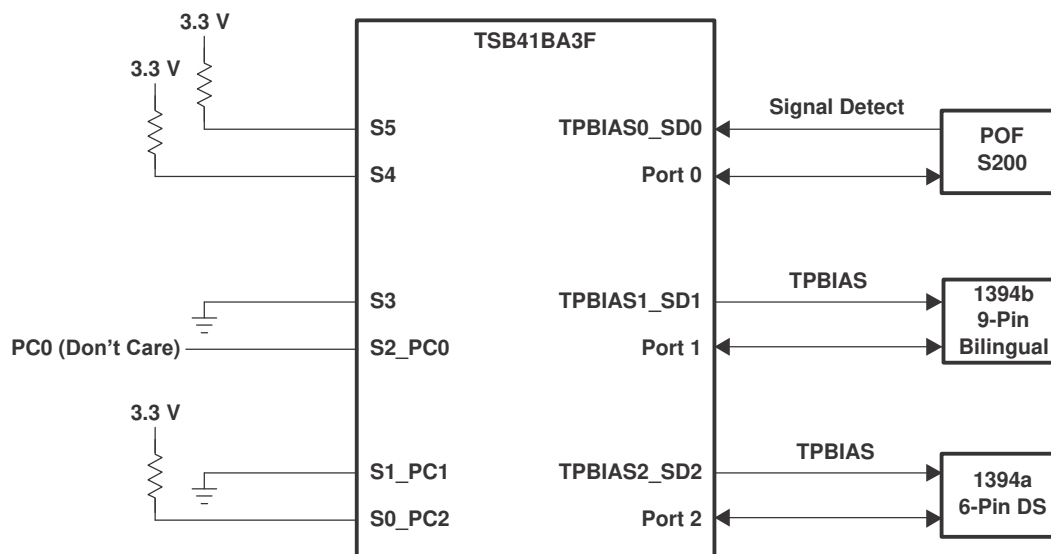 TSB41BA3F
3.3 V
3.3 V
S5
S4
TPBIAS0_SD0
Port 0
Signal Detect
POF
S200
S3
PC0 (Don't Care)
S2_PC0
TPBIAS1_SD1
Port 1
TPBIAS
1394b
9-Pin
Bilingual
3.3 V
S1_PC1
S0_PC2
TPBIAS2_SD2
Port 2
TPBIAS
1394a
6-Pin DS